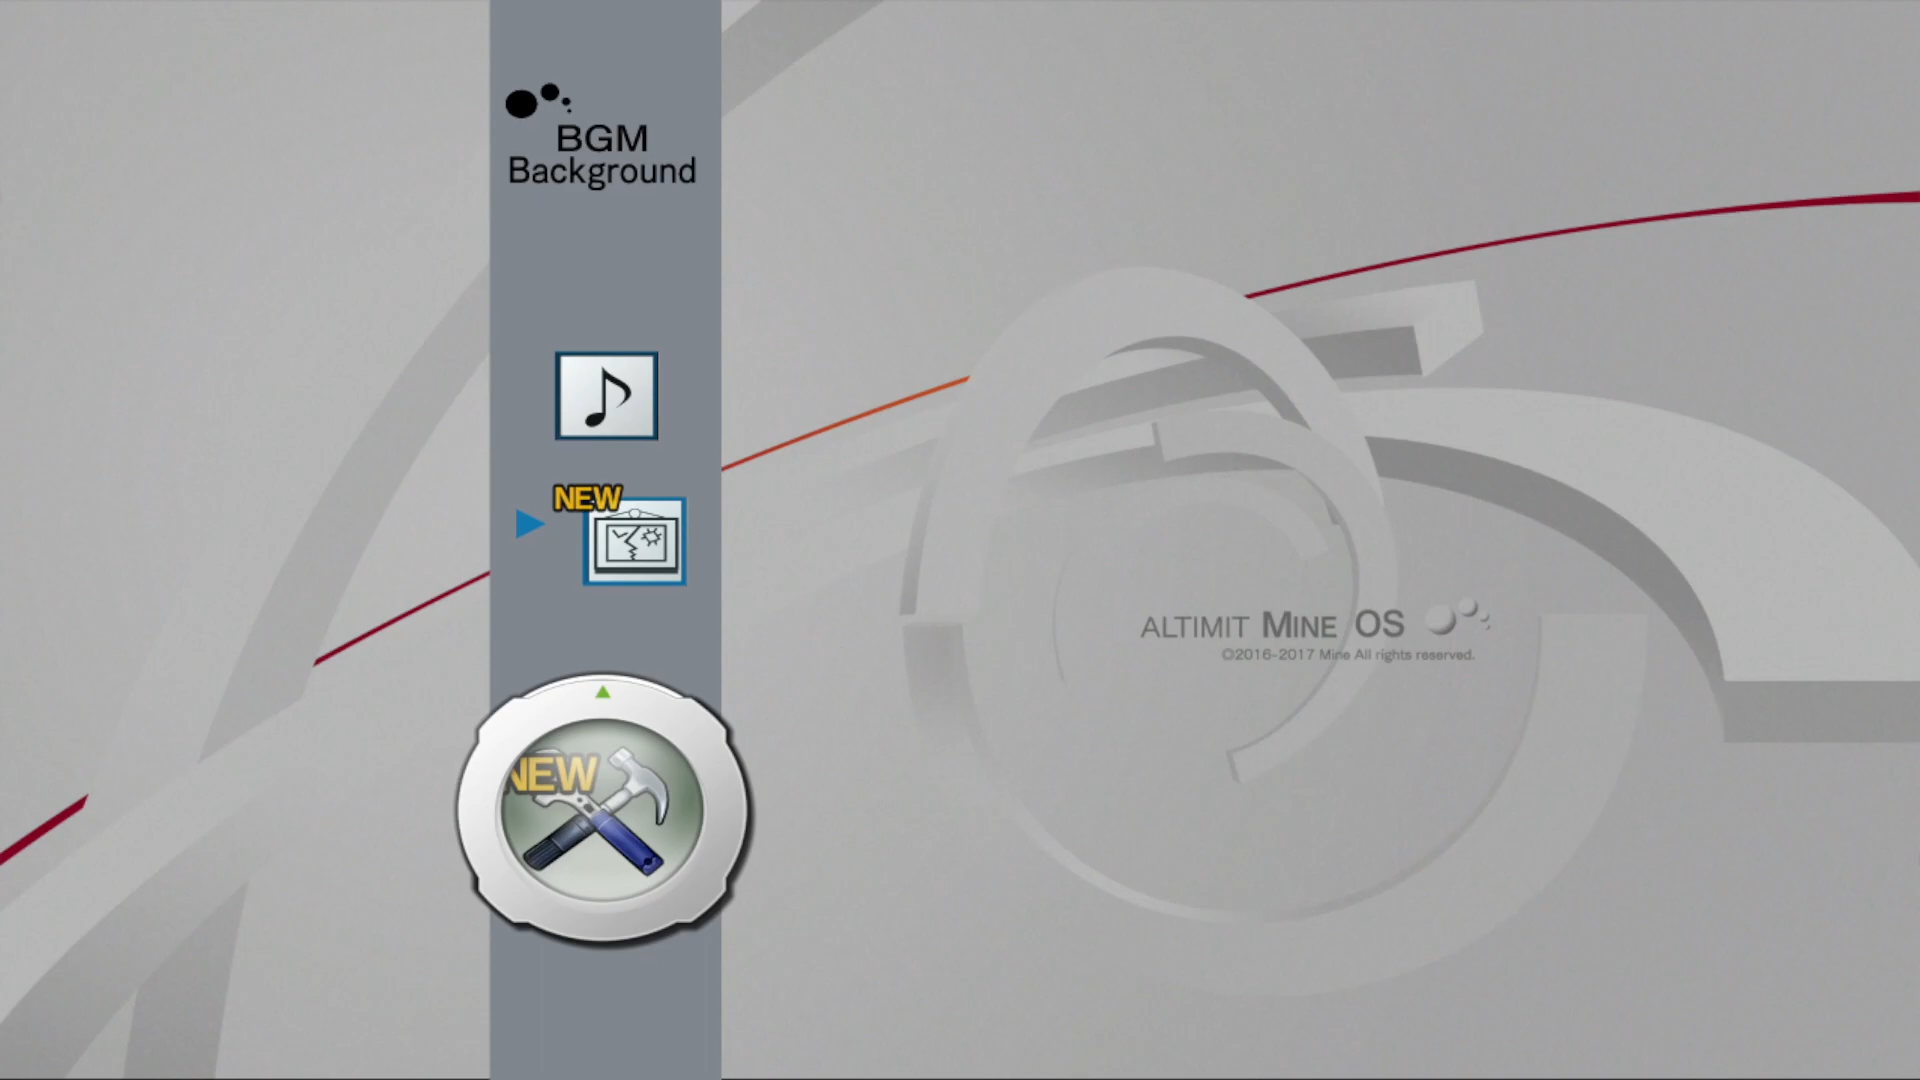 BGM
Background
NEW
NEW
ALTIMIT MINE OS
©2016-2017 Mine All rights reserved.